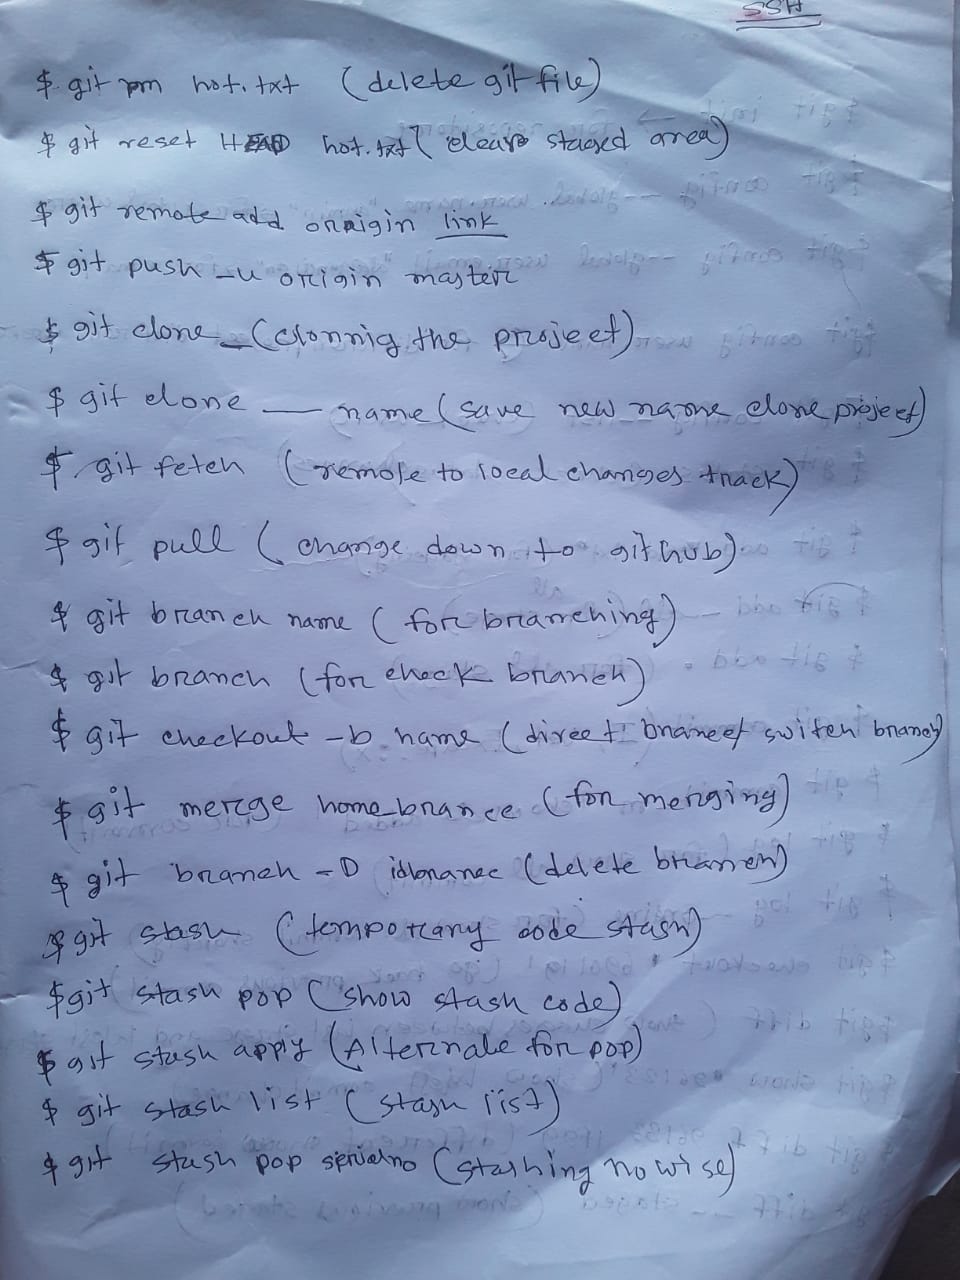 SSH
$ git rm hot.txt (delete git file)
$ git reset HEAD hot.txt ( cleare staged area)
$ git remote add origin link
$ git push -u origin master
$ git clone _ (clonnig the project)
$ git clone __ name (save new name clone project)
$ git fetch (remote to local changes track)
$ git pull (change down to github)
$ git branch name (for branching)
$ git branch (for check branch)
$ git checkout -b name (direct switch branch)
$ git merge home_brance (for merging)
$ git branch -D (delete branch)
$ git stash (temporary code stash)
$ git stash pop (show stash code)
$ git stash apply (Alternate for pop)
$ git stash list (stash list)
$ git stash pop serialno (stashing no wise)